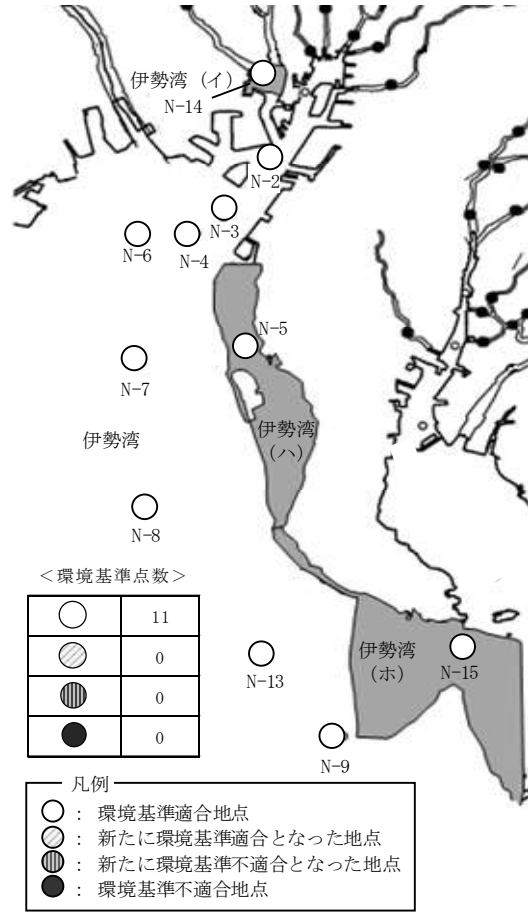 伊勢湾（イ）
N-14
N-2
N-3
N-6
N-4
N-5
N-7
伊勢湾
伊勢湾
（ハ）
N-8
＜環境基準点数＞
11
0
0
0
伊勢湾
（ホ）
N-13
N-15
N-9
凡例
： 環境基準適合地点
： 新たに環境基準適合となった地点
： 新たに環境基準不適合となった地点
： 環境基準不適合地点